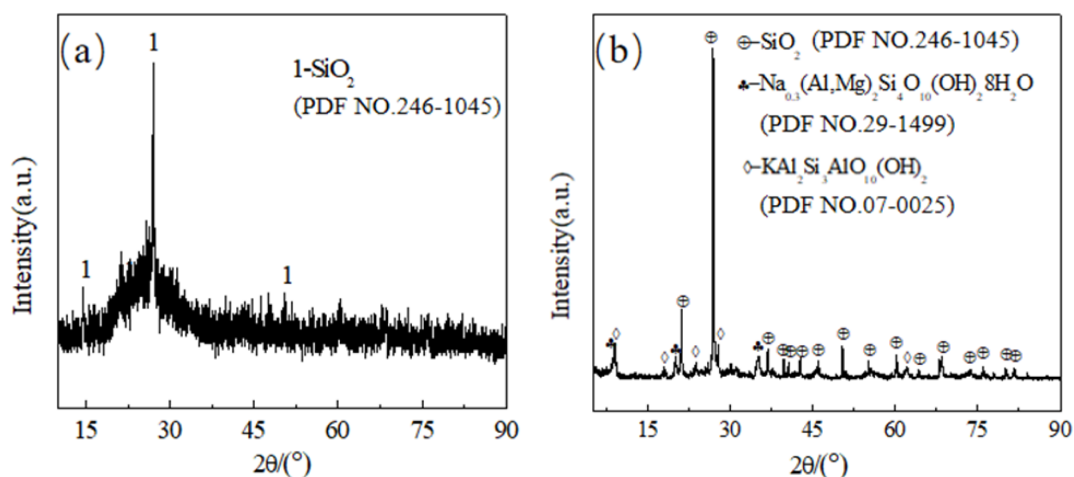 (a)
1
1-SiO₂
(PDF NO.246-1045)
1
1
Intensity(a.u.)
15 30 45 60 75 90
2θ/(°)
(b)
⊕-SiO₂ (PDF NO.246-1045)
♣-Na₀.₃(Al,Mg)₂Si₄O₁₀(OH)₂8H₂O
(PDF NO.29-1499)
◊-KAl₂Si₃AlO₁₀(OH)₂
(PDF NO.07-0025)
Intensity(a.u.)
15 30 45 60 75 90
2θ/(°)